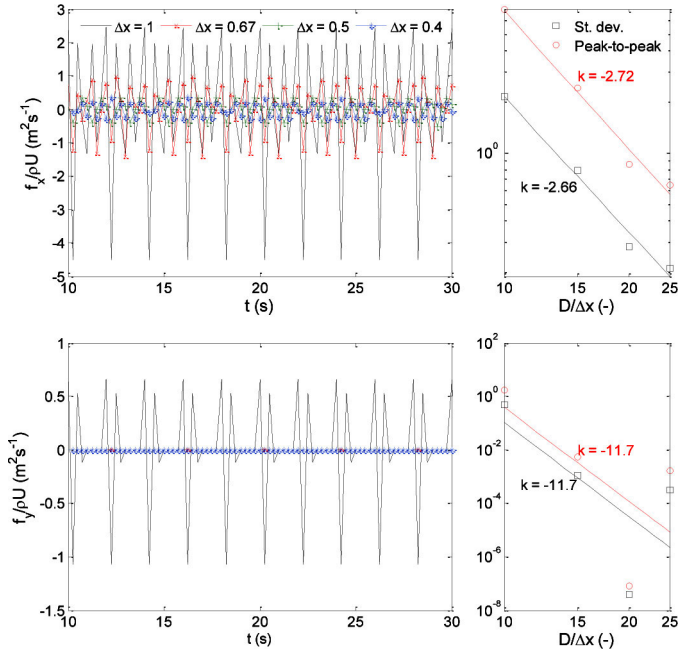 Δx = 1 Δx = 0.67 Δx = 0.5 Δx = 0.4
3
2
1
0
-1
-2
-3
-4
-5
10 15 20 25 30
t (s)
f_x/ρU (m²s⁻¹)
St. dev.
Peak-to-peak
k = -2.72
k = -2.66
10⁰
10 15 20 25
D/Δx (-)
1
0.5
0
-0.5
-1
-1.5
10 15 20 25 30
t (s)
f_y/ρU (m²s⁻¹)
10²
10⁰
10⁻²
10⁻⁴
10⁻⁶
10⁻⁸
k = -11.7
k = -11.7
10 15 20 25
D/Δx (-)